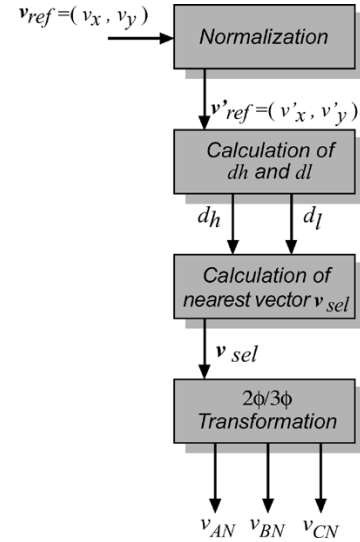 v_ref=( v_x , v_y )
Normalization
v'_ref=( v'_x , v'_y )
Calculation of
dh and dl
d_h d_l
Calculation of
nearest vector v_sel
v_sel
2ϕ/3ϕ
Transformation
v_AN v_BN v_CN